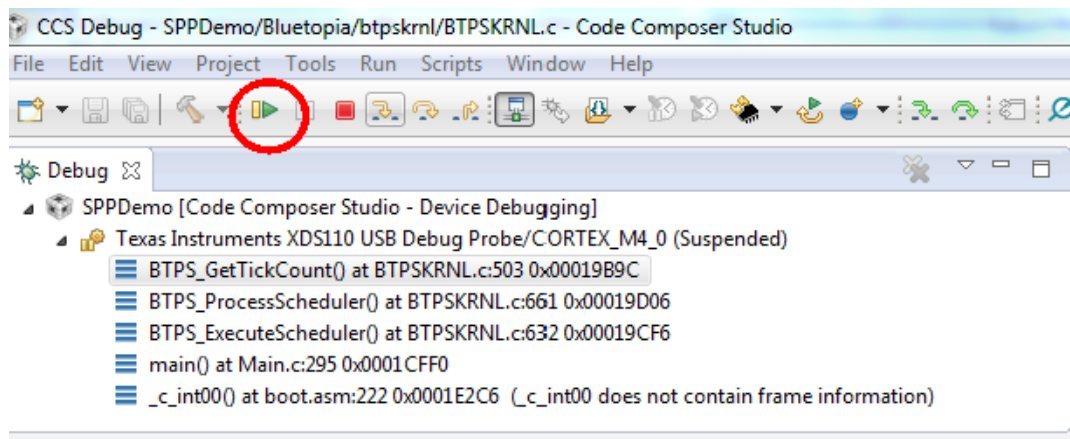 CCS Debug - SPPDemo/Bluetopia/btpskrnl/BTPSKRNL.c - Code Composer Studio
File Edit View Project Tools Run Scripts Window Help
Debug
SPPDemo [Code Composer Studio - Device Debugging]
Texas Instruments XDS110 USB Debug Probe/CORTEX_M4_0 (Suspended)
BTPS_GetTickCount() at BTPSKRNL.c:503 0x00019B9C
BTPS_ProcessScheduler() at BTPSKRNL.c:661 0x00019D06
BTPS_ExecuteScheduler() at BTPSKRNL.c:632 0x00019CF6
main() at Main.c:295 0x0001CFF0
_c_int00() at boot.asm:222 0x0001E2C6 (_c_int00 does not contain frame information)